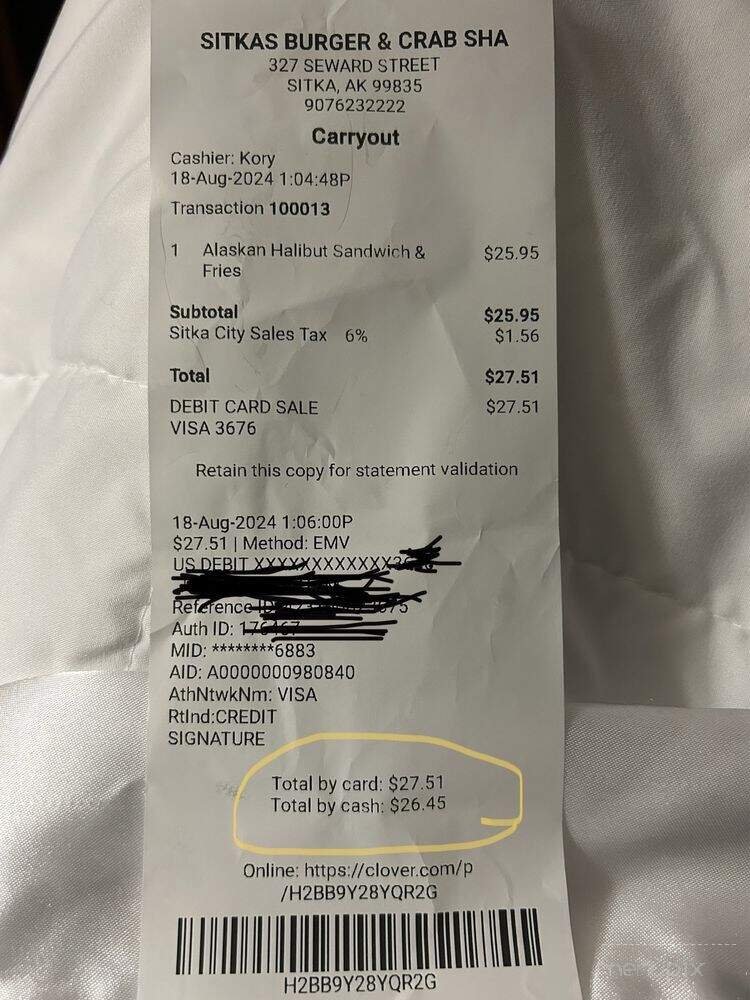 SITKAS BURGER & CRAB SHA
327 SEWARD STREET
SITKA, AK 99835
9076232222
Carryout
Cashier: Kory
18-Aug-2024 1:04:48P
Transaction 100013
1 Alaskan Halibut Sandwich & $25.95
Fries
Subtotal $25.95
Sitka City Sales Tax 6% $1.56
Total $27.51
DEBIT CARD SALE $27.51
VISA 3676
Retain this copy for statement validation
18-Aug-2024 1:06:00P
$27.51 | Method: EMV
US DEBIT
Reference
Auth ID:
MID: ********6883
AID: A0000000980840
AthNtwkNm: VISA
RtInd:CREDIT
SIGNATURE
Total by card: $27.51
Total by cash: $26.45
Online: https://clover.com/p
/H2BB9Y28YQR2G
H2BB9Y28YQR2G